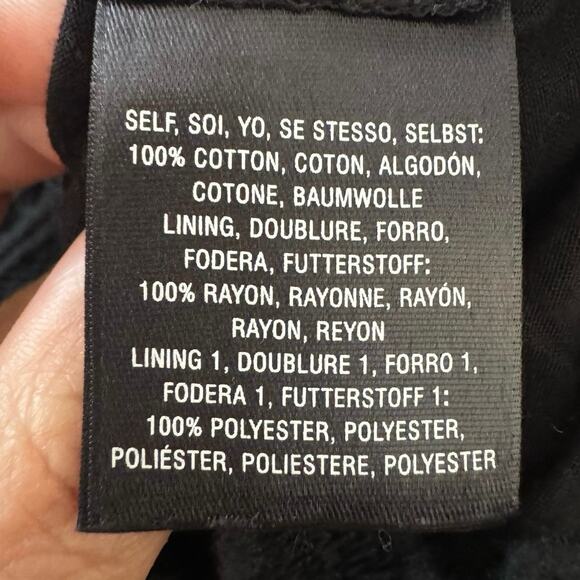 SELF, SOI, YO, SE STESSO, SELBST:
100% COTTON, COTON, ALGODÓN,
COTONE, BAUMWOLLE
LINING, DOUBLURE, FORRO,
FODERA, FUTTERSTOFF:
100% RAYON, RAYONNE, RAYÓN,
RAYON, REYON
LINING 1, DOUBLURE 1, FORRO 1,
FODERA 1, FUTTERSTOFF 1:
100% POLYESTER, POLYESTER,
POLIÉSTER, POLIESTERE, POLYESTER